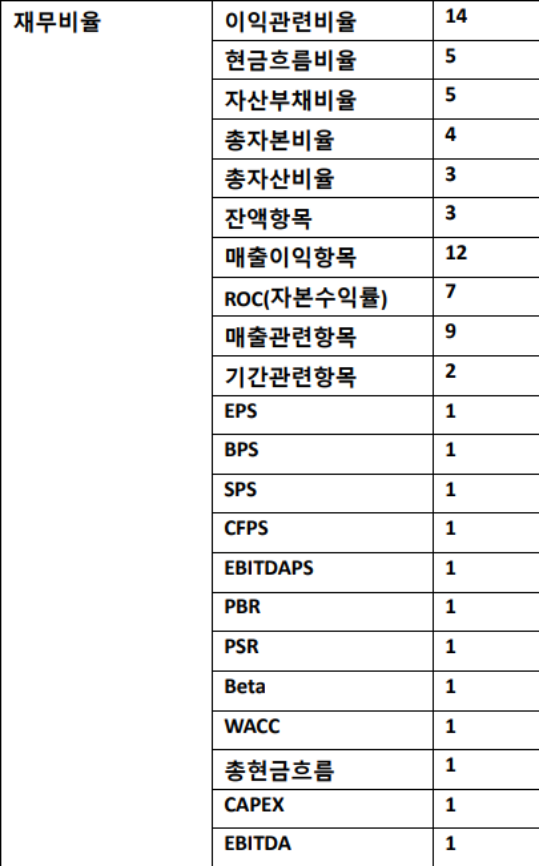 재무비율 이익관련비율 14
현금흐름비율 5
자산부채비율 5
총자본비율 4
총자산비율 3
잔액항목 3
매출이익항목 12
ROC(자본수익률) 7
매출관련항목 9
기간관련항목 2
EPS 1
BPS 1
SPS 1
CFPS 1
EBITDAPS 1
PBR 1
PSR 1
Beta 1
WACC 1
총현금흐름 1
CAPEX 1
EBITDA 1